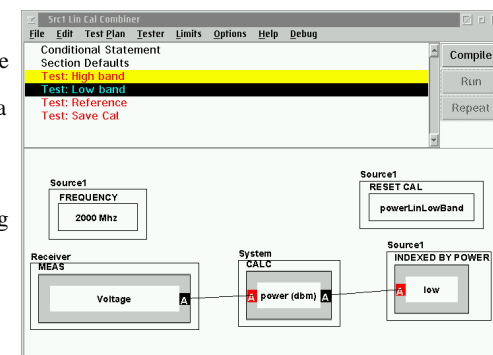 Src1 Lin Cal Combiner
File Edit Test Plan Tester Limits Options Help Debug
e
a
g
Conditional Statement
Section Defaults
Test: High band
Test: Low band
Test: Reference
Test: Save Cal
Compile
Run
Repeat
Source1
FREQUENCY
2000 Mhz
Source1
RESET CAL
powerLinLowBand
Receiver
MEAS
Voltage
A
System
CALC
A power (dbm) A
Source1
INDEXED BY POWER
A low